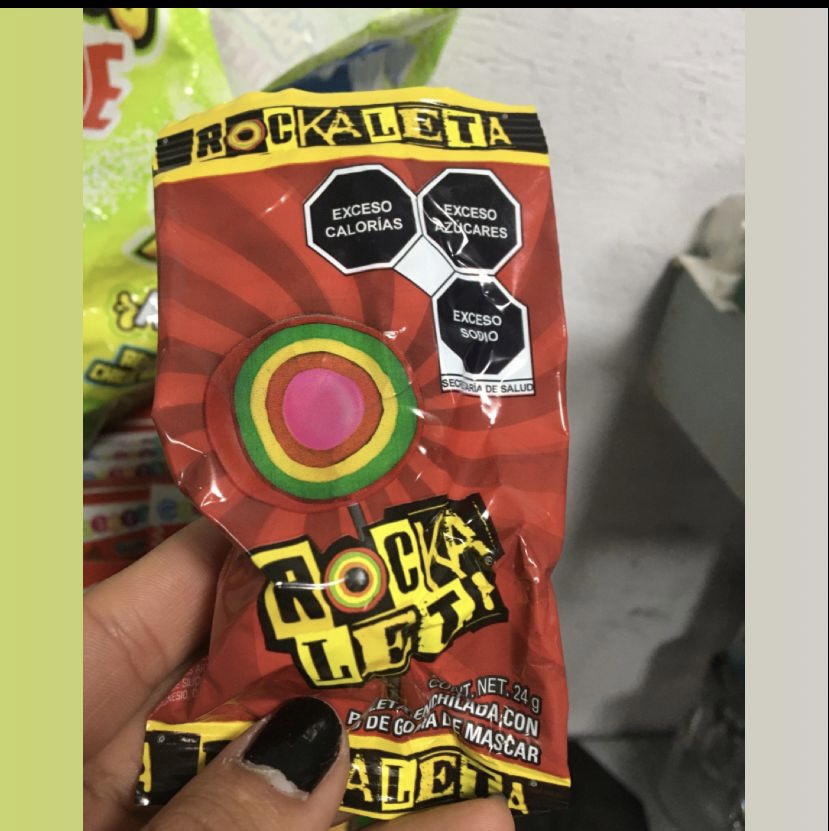 ROCKALETA
EXCESO
CALORÍAS
EXCESO
AZÚCARES
EXCESO
SODIO
SECRETARÍA DE SALUD
ROCKA
LETA
CONT. NET. 24 g
ENCHILADA CON
DE GOMA DE MASCAR
ALETA